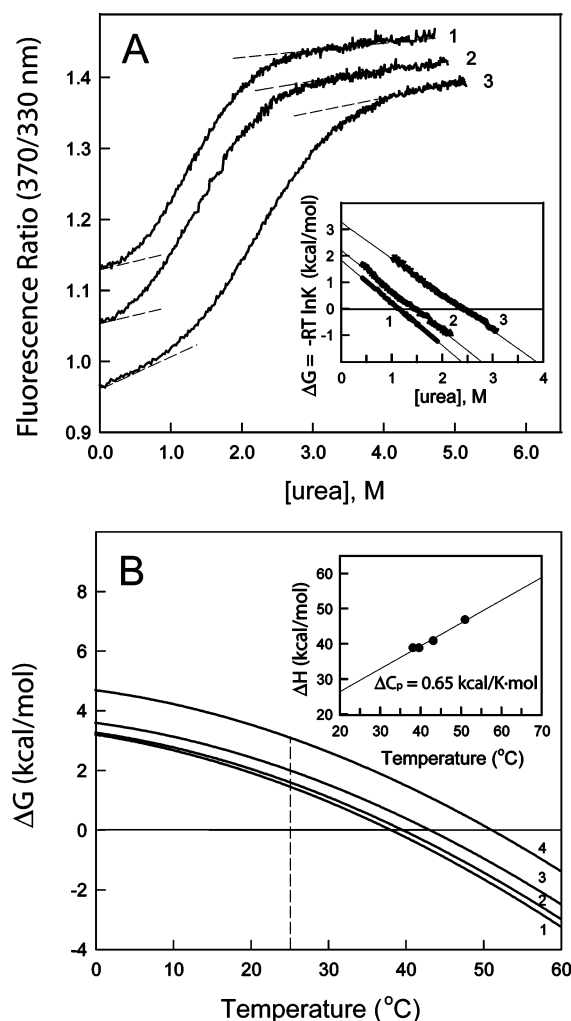 A
1
2
3
1.4
1.3
1.2
1.1
1.0
0.9
Fluorescence Ratio (370/330 nm)
0.0 1.0 2.0 3.0 4.0 5.0 6.0
[urea], M
3
2
1
0
-1
ΔG = -RT lnK (kcal/mol)
1 2 3
0 1 2 3 4
[urea], M
B
8
6
4
2
0
-2
-4
ΔG (kcal/mol)
60
50
40
30
20
ΔH (kcal/mol)
ΔCp = 0.65 kcal/K·mol
20 30 40 50 60 70
Temperature (°C)
4
3
2
1
0 10 20 30 40 50 60
Temperature (°C)